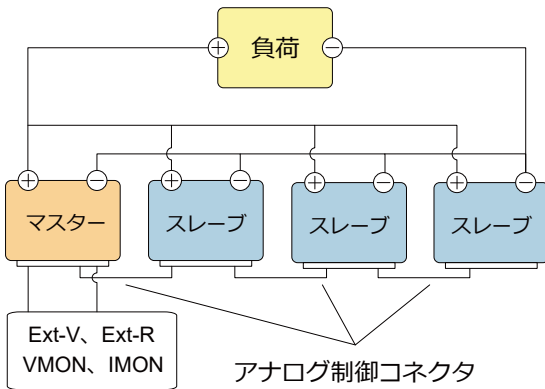 + 負荷 −
+ − + − + − + −
マスター スレーブ スレーブ スレーブ
Ext-V、Ext-R
VMON、IMON
アナログ制御コネクタ